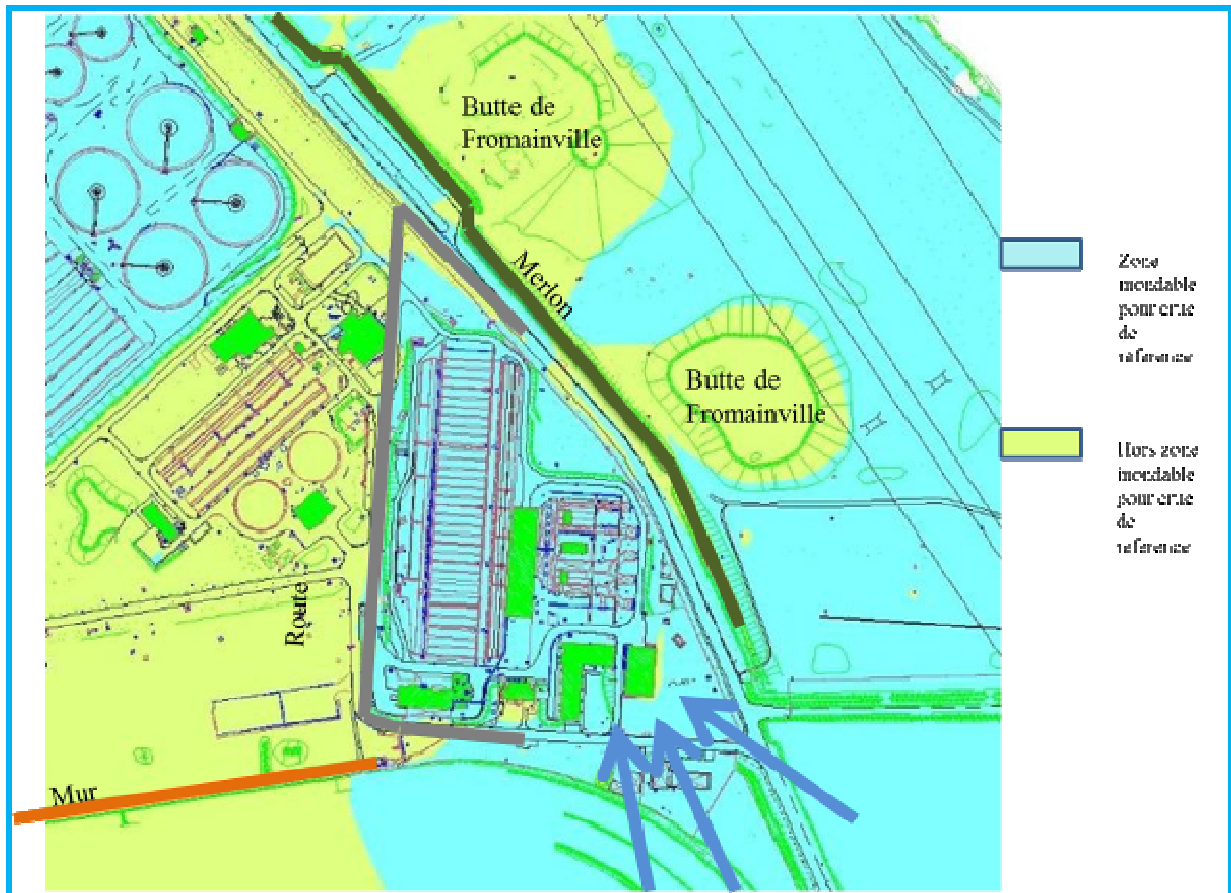 Butte de
Fromainville
Merlon
Butte de
Fromainville
Route
Mur
Zone
inondable
pour crue
de
référence
Hors zone
inondable
pour crue
de
référence